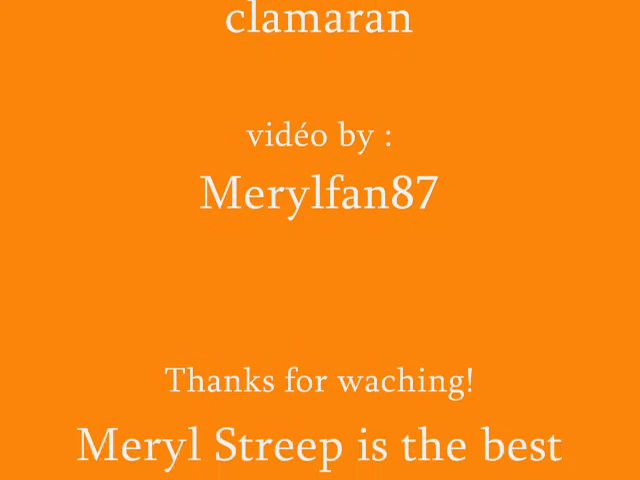 clamaran
vidéo by :
Merylfan87
Thanks for waching!
Meryl Streep is the best